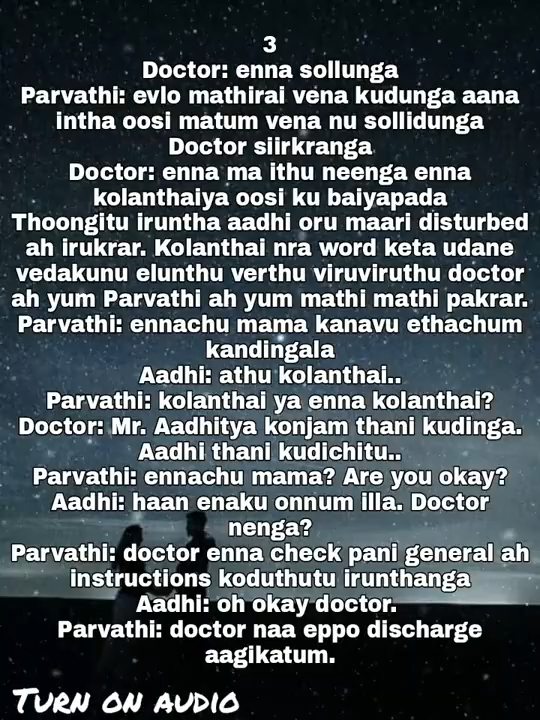 3
Doctor: enna sollunga
Parvathi: evlo mathirai vena kudunga aana
intha oosi matum vena nu sollidunga
Doctor siirkranga
Doctor: enna ma ithu neenga enna
kolanthaiya oosi ku baiyapada
Thoongitu iruntha aadhi oru maari disturbed
ah irukrar. Kolanthai nra word keta udane
vedakunu elunthu verthu viruviruthu doctor
ah yum Parvathi ah yum mathi mathi pakrar.
Parvathi: ennachu mama kanavu ethachum
kandingala
Aadhi: athu kolanthai..
Parvathi: kolanthai ya enna kolanthai?
Doctor: Mr. Aadhitya konjam thani kudinga.
Aadhi thani kudichitu..
Parvathi: ennachu mama? Are you okay?
Aadhi: haan enaku onnum illa. Doctor
nenga?
Parvathi: doctor enna check pani general ah
instructions koduthutu irunthanga
Aadhi: oh okay doctor.
Parvathi: doctor naa eppo discharge
aagikatum.
Turn on audio